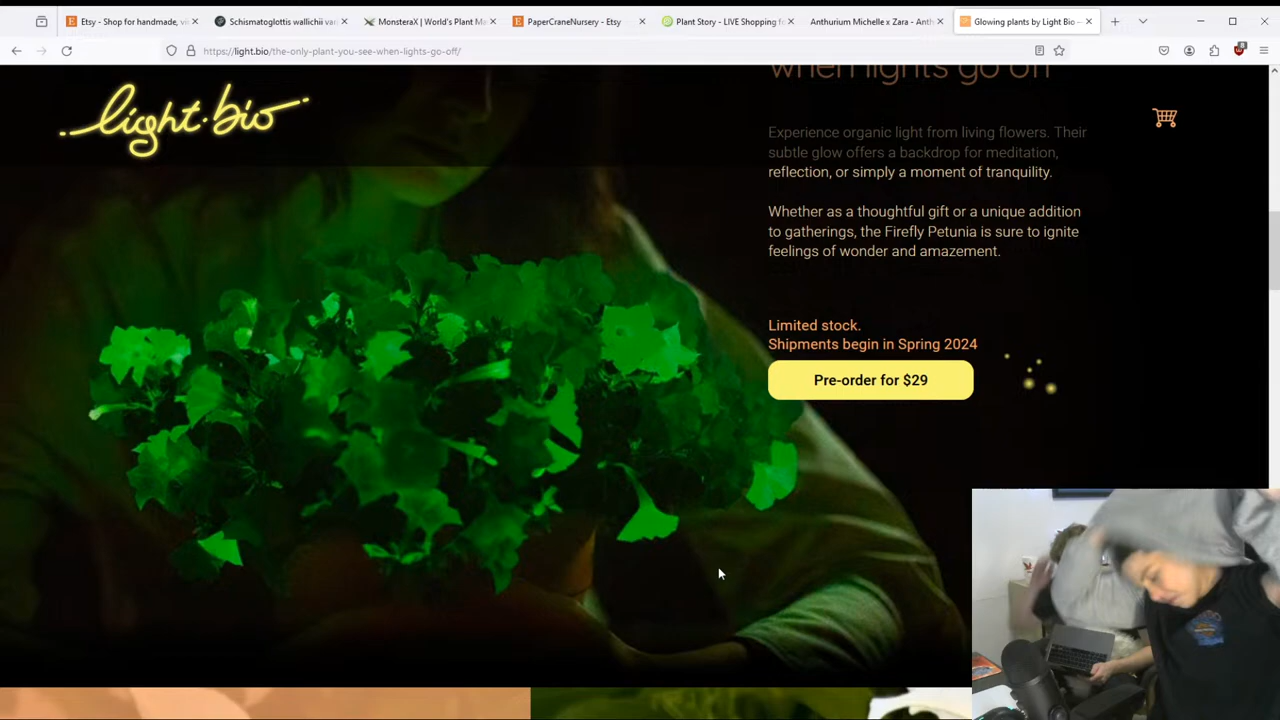 Etsy - Shop for handmade, vi
Schismatoglottis wallichii var
MonsteraX | World's Plant Ma
PaperCraneNursery - Etsy
Plant Story - LIVE Shopping fo
Anthurium Michelle x Zara - Anth
Glowing plants by Light Bio –
https://light.bio/the-only-plant-you-see-when-lights-go-off/
light·bio
when lights go off
Experience organic light from living flowers. Their
subtle glow offers a backdrop for meditation,
reflection, or simply a moment of tranquility.
Whether as a thoughtful gift or a unique addition
to gatherings, the Firefly Petunia is sure to ignite
feelings of wonder and amazement.
Limited stock.
Shipments begin in Spring 2024
Pre-order for $29